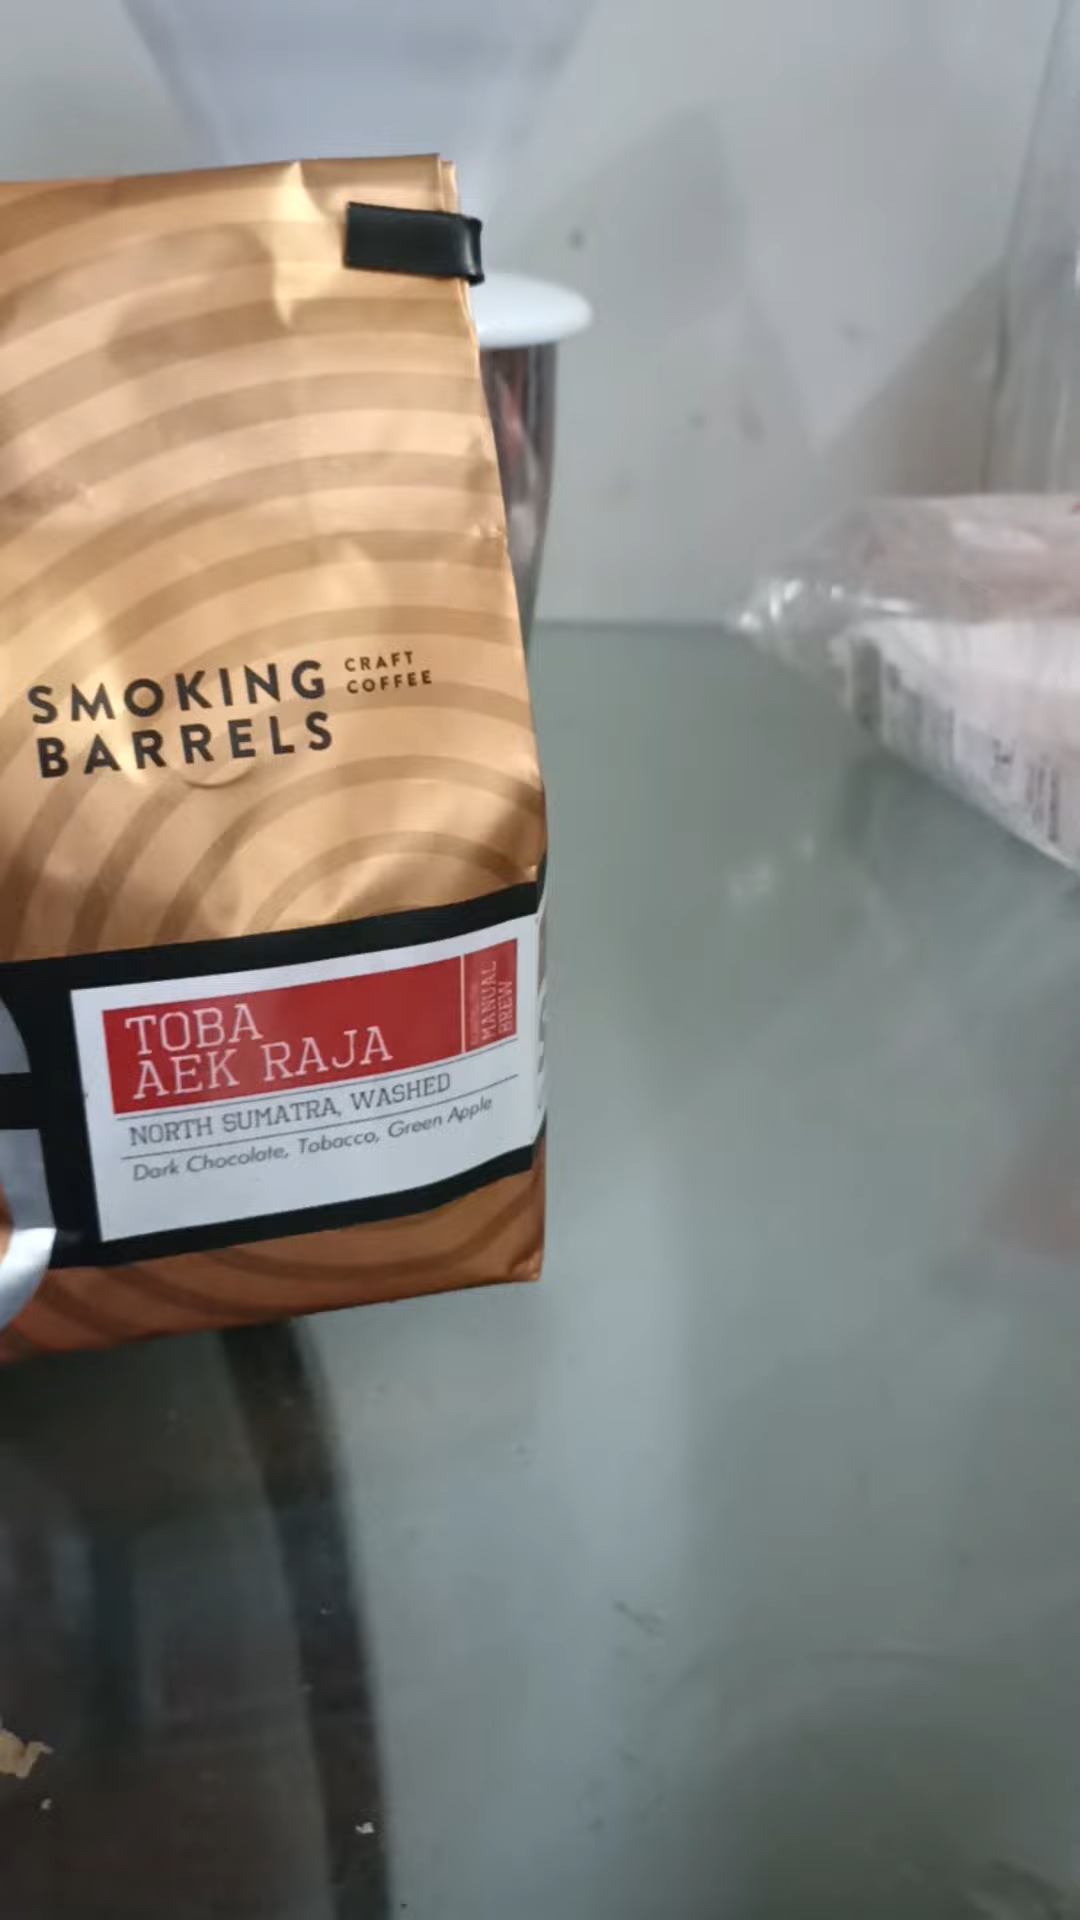 SMOKING
BARRELS
CRAFT
COFFEE
TOBA
AEK RAJA
MANUAL
BREW
NORTH SUMATRA, WASHED
Dark Chocolate, Tobacco, Green Apple